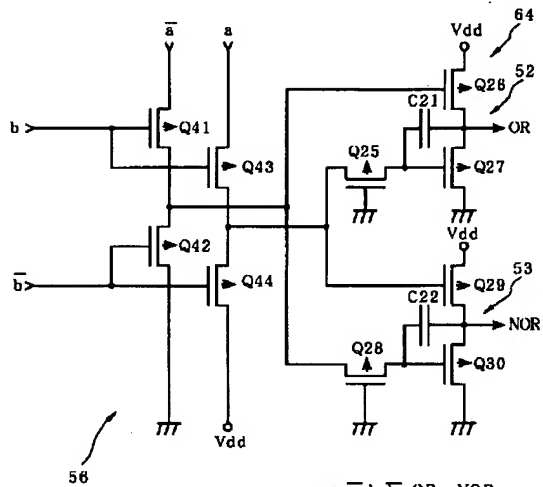 a̅ a
Vdd
64
Q26
52
C21
b
Q41
OR
Q25
Q43
Q27
Vdd
Q42
Q29
b̅
Q44
53
C22
NOR
Q28
Q30
Vdd
56